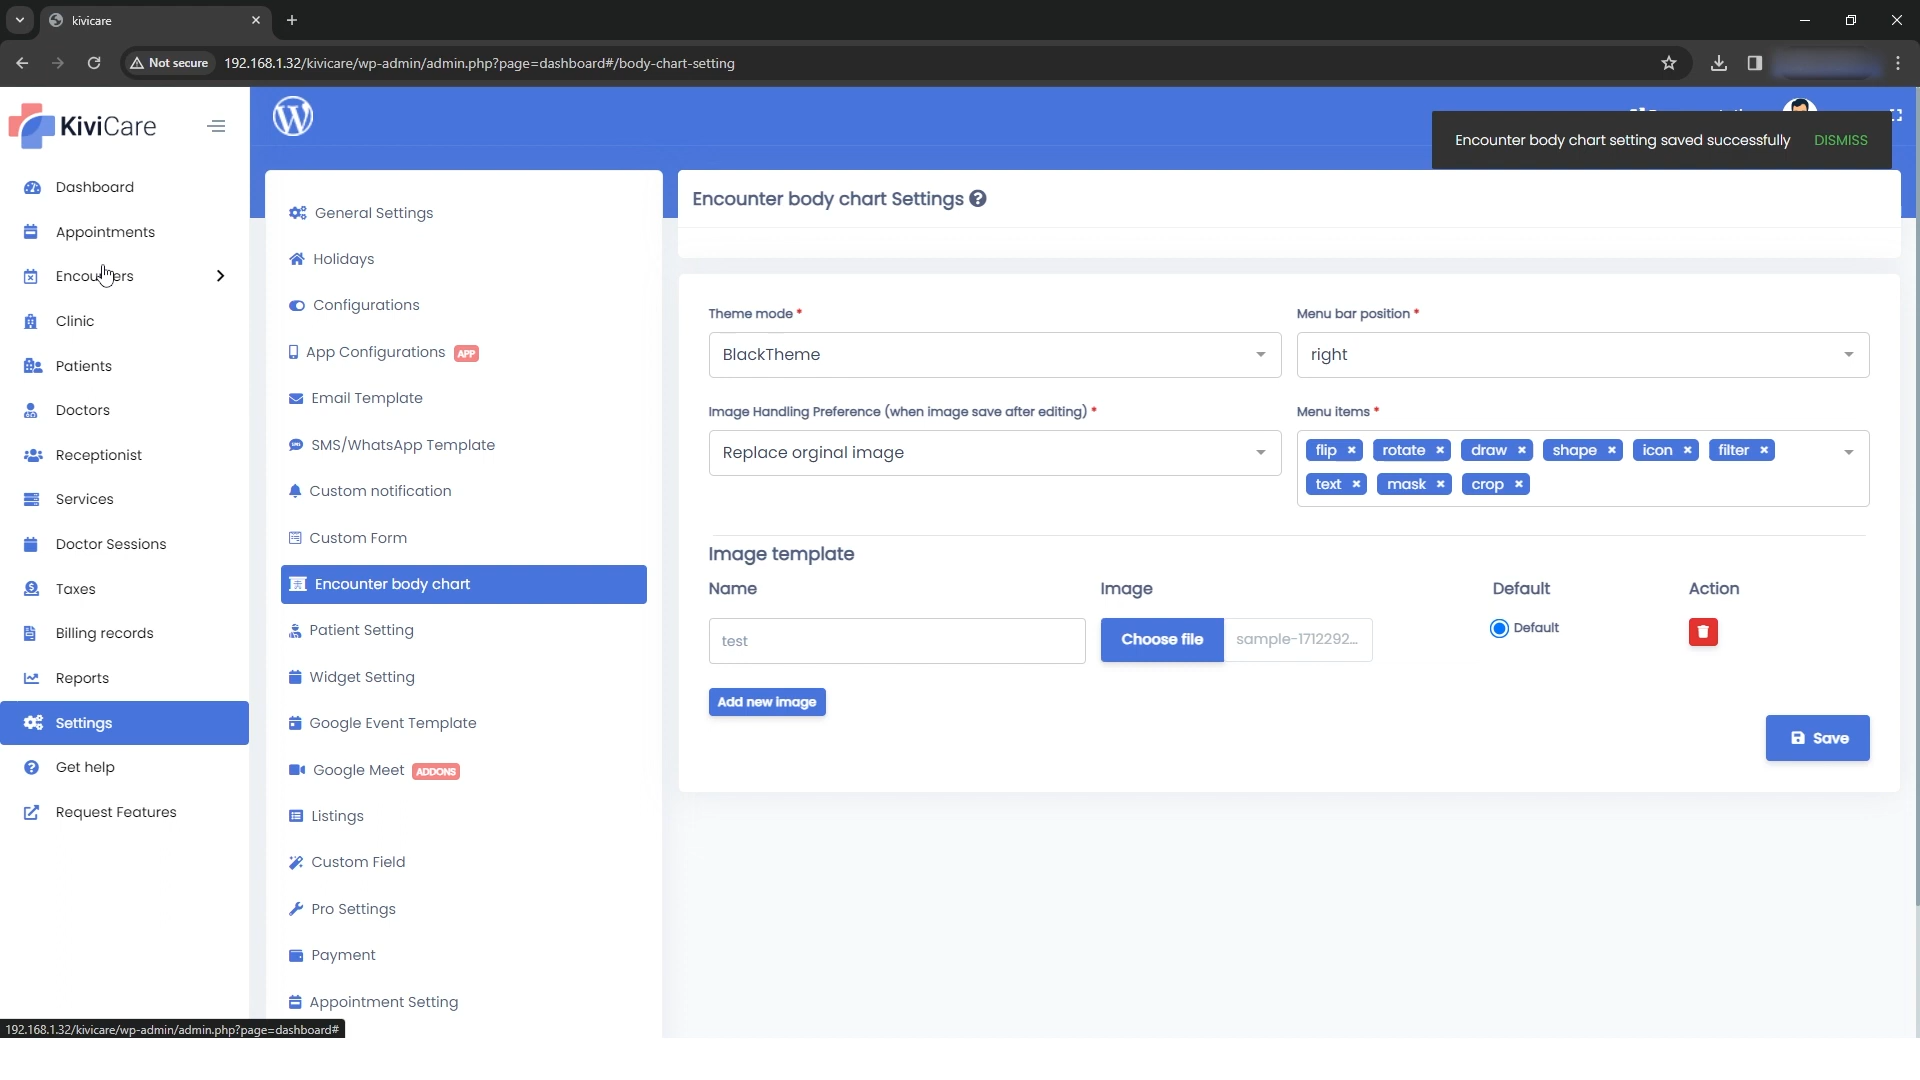 kivicare
Not secure
192.168.1.32/kivicare/wp-admin/admin.php?page=dashboard#/body-chart-setting
KiviCare
Encounter body chart setting saved successfully DISMISS
Dashboard
Appointments
Encounters
Clinic
Patients
Doctors
Receptionist
Services
Doctor Sessions
Taxes
Billing records
Reports
Settings
Get help
Request Features
General Settings
Holidays
Configurations
App Configurations APP
Email Template
SMS/WhatsApp Template
Custom notification
Custom Form
Encounter body chart
Patient Setting
Widget Setting
Google Event Template
Google Meet ADDONS
Listings
Custom Field
Pro Settings
Payment
Appointment Setting
Encounter body chart Settings
Theme mode *
BlackTheme
Menu bar position *
right
Image Handling Preference (when image save after editing) *
Replace orginal image
Menu items *
flip × rotate × draw × shape × icon × filter ×
text × mask × crop ×
Image template
Name Image Default Action
test Choose file sample-1712292... Default
Add new image
Save
192.168.1.32/kivicare/wp-admin/admin.php?page=dashboard#